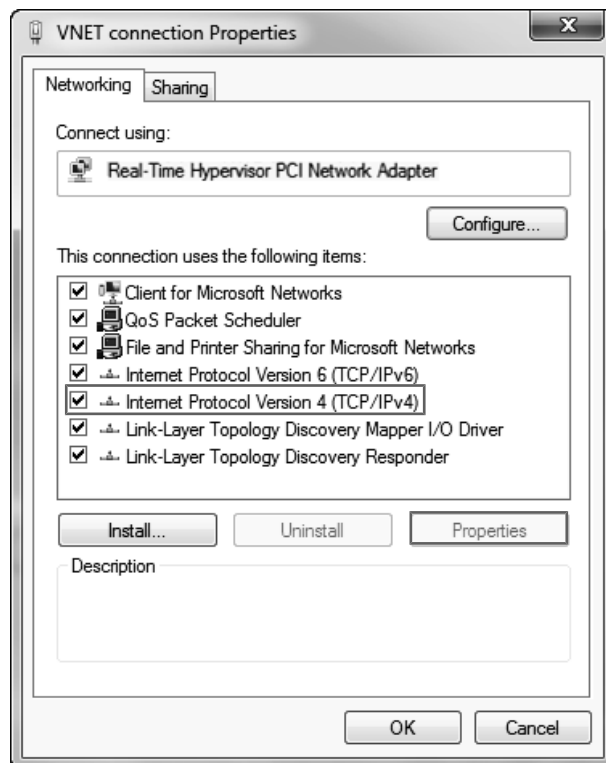 VNET connection Properties
Networking Sharing
Connect using:
Real-Time Hypervisor PCI Network Adapter
Configure...
This connection uses the following items:
Client for Microsoft Networks
QoS Packet Scheduler
File and Printer Sharing for Microsoft Networks
Internet Protocol Version 6 (TCP/IPv6)
Internet Protocol Version 4 (TCP/IPv4)
Link-Layer Topology Discovery Mapper I/O Driver
Link-Layer Topology Discovery Responder
Install... Uninstall Properties
Description
OK Cancel